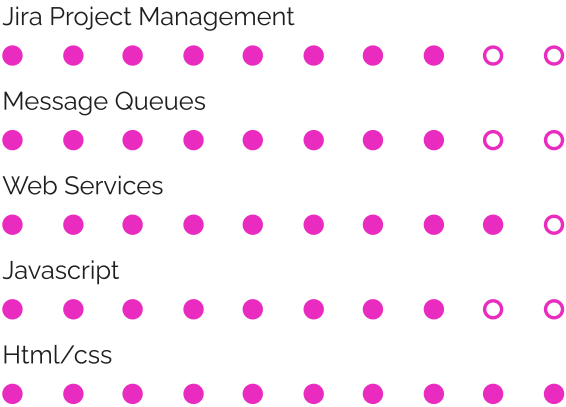 Jira Project Management
Message Queues
Web Services
Javascript
Html/css